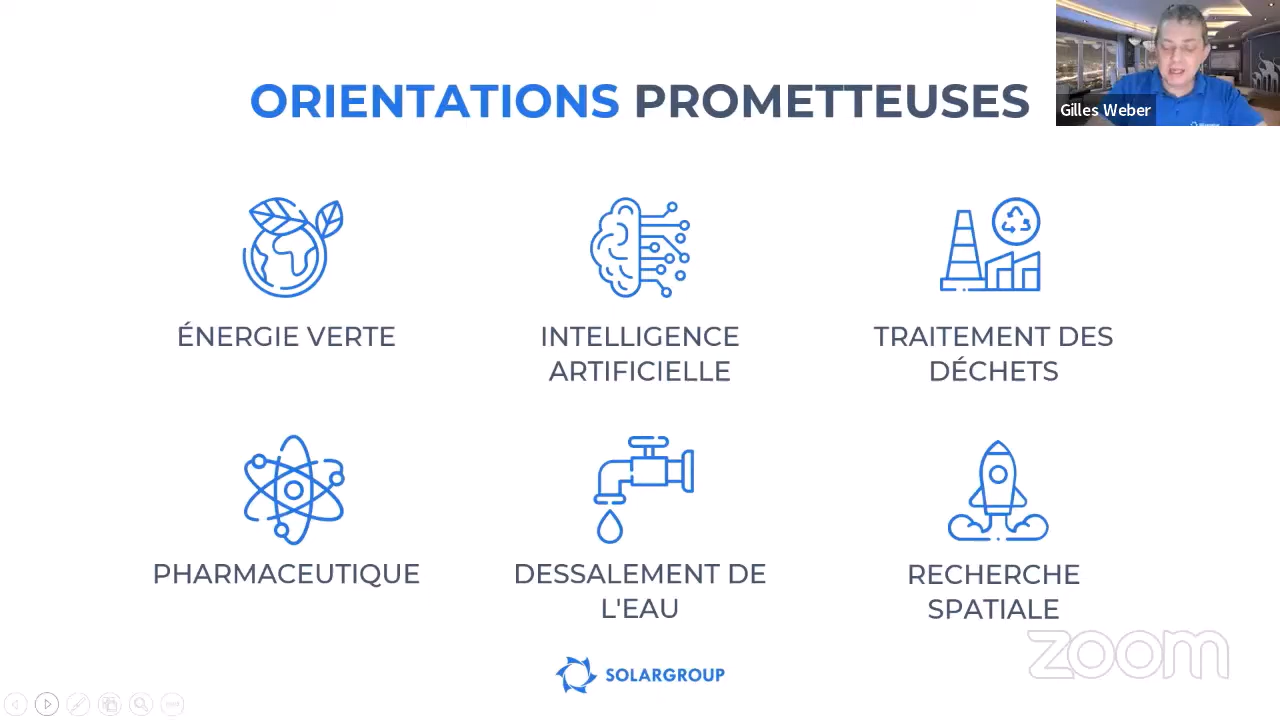 ORIENTATIONS PROMETTEUSES
Gilles Weber
ÉNERGIE VERTE
INTELLIGENCE
ARTIFICIELLE
TRAITEMENT DES
DÉCHETS
PHARMACEUTIQUE
DESSALEMENT DE
L'EAU
RECHERCHE
SPATIALE
zoom
SOLARGROUP